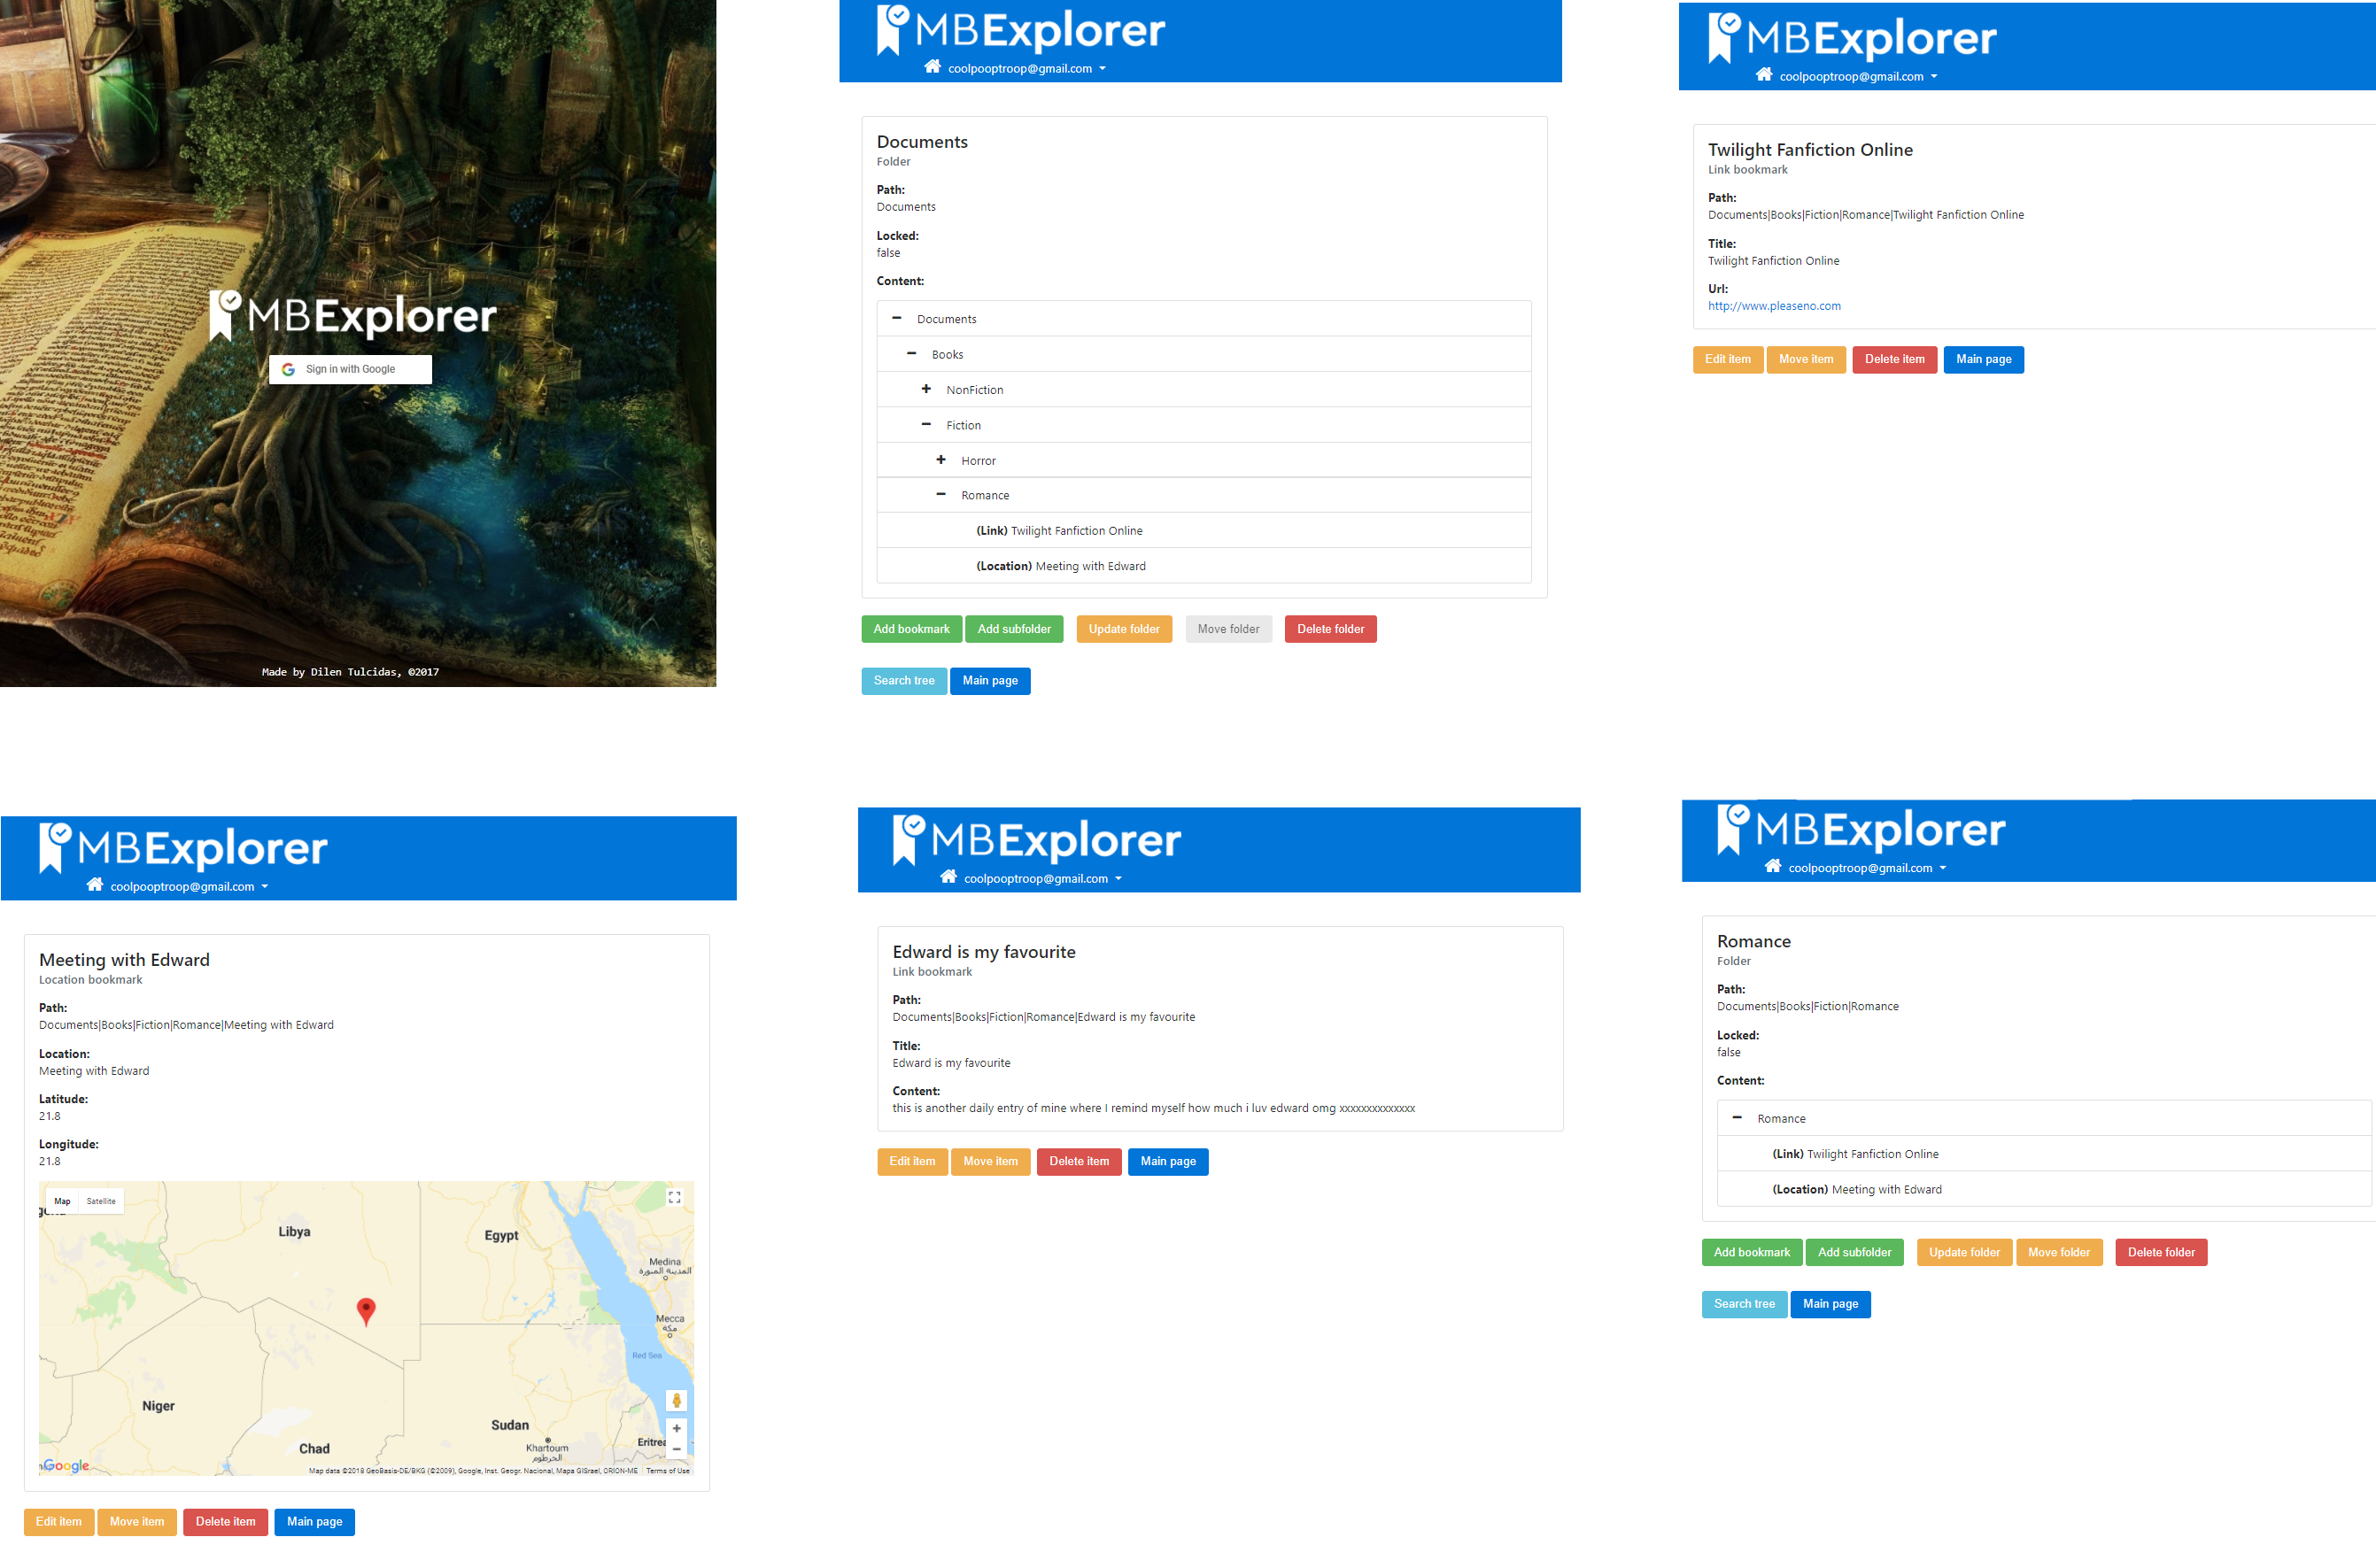 MBExplorer
Sign in with Google
Made by Dilen Tulcidas, ©2017
MBExplorer
coolpooptroop@gmail.com
Documents
Folder
Path:
Documents
Locked:
false
Content:
Documents
Books
NonFiction
Fiction
Horror
Romance
(Link) Twilight Fanfiction Online
(Location) Meeting with Edward
Add bookmark Add subfolder Update folder Move folder Delete folder
Search tree Main page
MBExplorer
coolpooptroop@gmail.com
Twilight Fanfiction Online
Link bookmark
Path:
Documents|Books|Fiction|Romance|Twilight Fanfiction Online
Title:
Twilight Fanfiction Online
Url:
http://www.pleaseno.com
Edit item Move item Delete item Main page
MBExplorer
coolpooptroop@gmail.com
Meeting with Edward
Location bookmark
Path:
Documents|Books|Fiction|Romance|Meeting with Edward
Location:
Meeting with Edward
Latitude:
21.8
Longitude:
21.8
Map Satellite
Libya
Egypt
Medina
المدينة المنورة
Mecca
مكة
Red Sea
Niger
Sudan
Chad
Khartoum
الخرطوم
Eritrea
Google
Map data ©2018 GeoBasis-DE/BKG (©2009), Google, Inst. Geogr. Nacional, Mapa GISrael, ORION-ME Terms of Use
Edit item Move item Delete item Main page
MBExplorer
coolpooptroop@gmail.com
Edward is my favourite
Link bookmark
Path:
Documents|Books|Fiction|Romance|Edward is my favourite
Title:
Edward is my favourite
Content:
this is another daily entry of mine where I remind myself how much i luv edward omg xxxxxxxxxxxxxx
Edit item Move item Delete item Main page
MBExplorer
coolpooptroop@gmail.com
Romance
Folder
Path:
Documents|Books|Fiction|Romance
Locked:
false
Content:
Romance
(Link) Twilight Fanfiction Online
(Location) Meeting with Edward
Add bookmark Add subfolder Update folder Move folder Delete folder
Search tree Main page